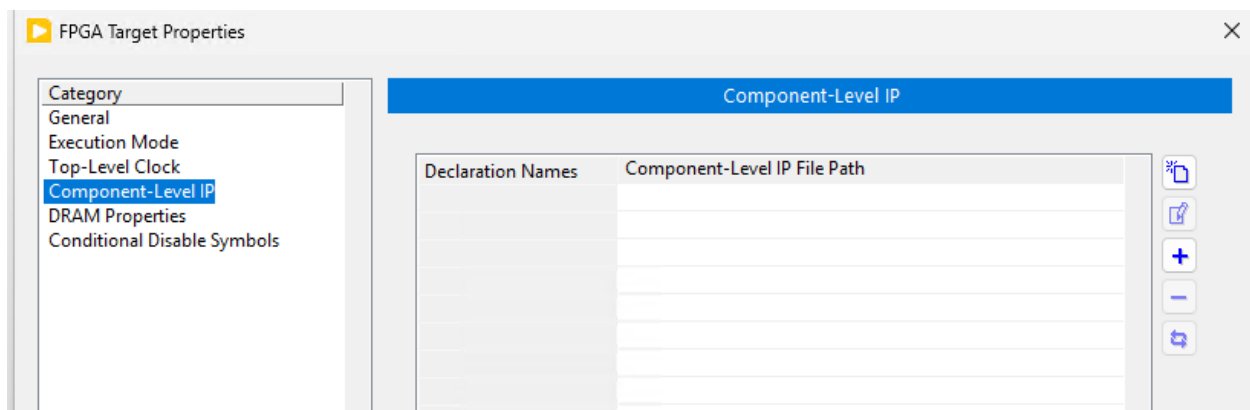 FPGA Target Properties
Category
General
Execution Mode
Top-Level Clock
Component-Level IP
DRAM Properties
Conditional Disable Symbols
Component-Level IP
Declaration Names Component-Level IP File Path